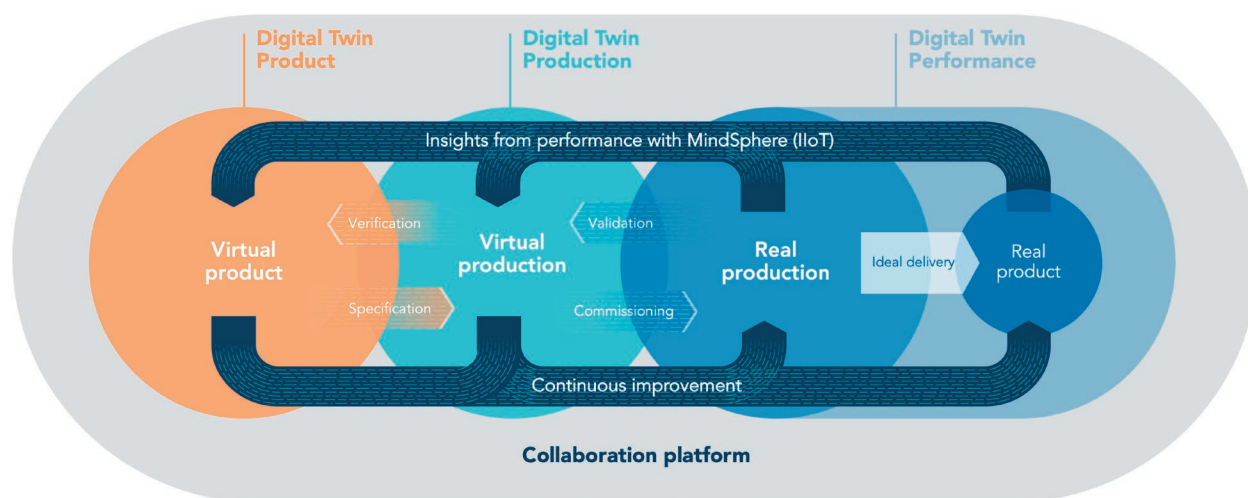 Digital Twin
Product
Digital Twin
Production
Digital Twin
Performance
Insights from performance with MindSphere (IIoT)
Verification
Validation
Virtual
product
Virtual
production
Real
production
Ideal delivery
Real
product
Specification
Commissioning
Continuous improvement
Collaboration platform